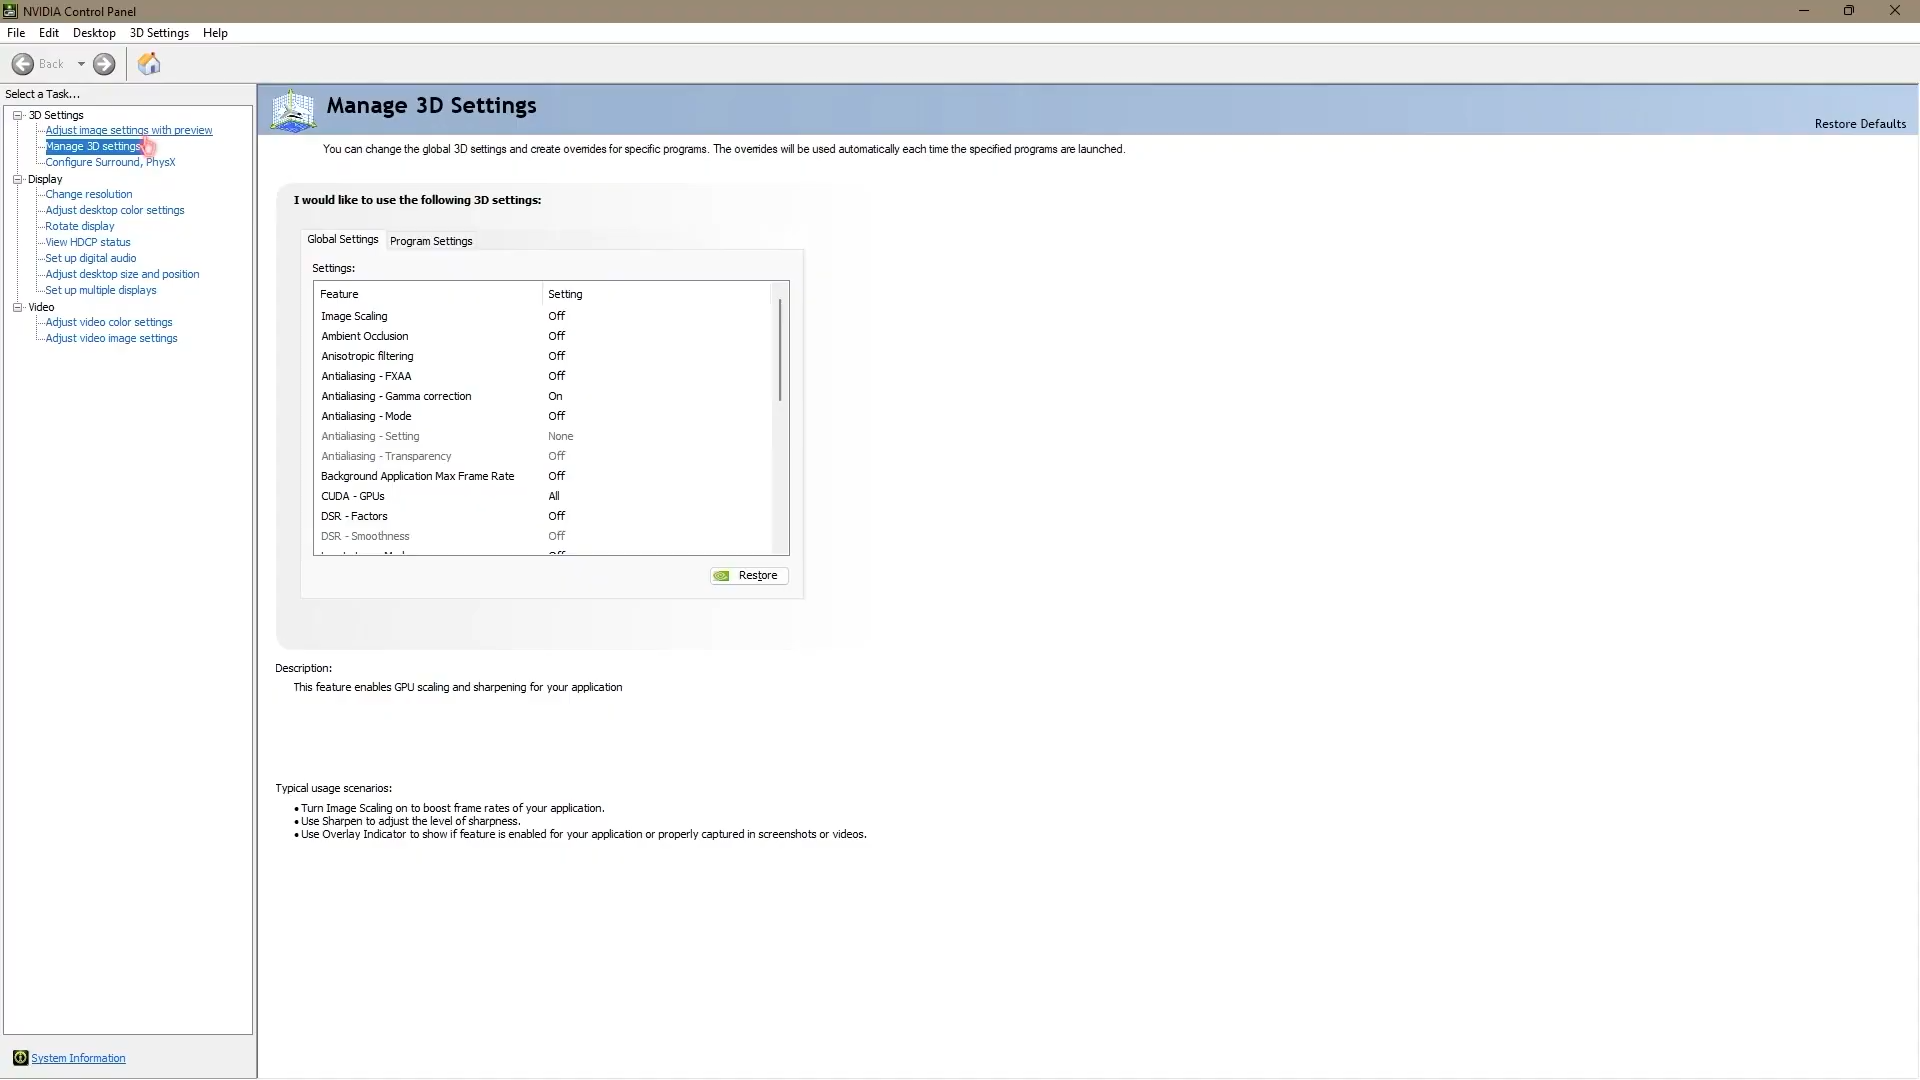 NVIDIA Control Panel
File Edit Desktop 3D Settings Help
Back
Select a Task...
3D Settings
Adjust image settings with preview
Manage 3D settings
Configure Surround, PhysX
Display
Change resolution
Adjust desktop color settings
Rotate display
View HDCP status
Set up digital audio
Adjust desktop size and position
Set up multiple displays
Video
Adjust video color settings
Adjust video image settings
System Information
Manage 3D Settings
Restore Defaults
You can change the global 3D settings and create overrides for specific programs. The overrides will be used automatically each time the specified programs are launched.
I would like to use the following 3D settings:
Global Settings Program Settings
Settings:
Feature Setting
Image Scaling Off
Ambient Occlusion Off
Anisotropic filtering Off
Antialiasing - FXAA Off
Antialiasing - Gamma correction On
Antialiasing - Mode Off
Antialiasing - Setting None
Antialiasing - Transparency Off
Background Application Max Frame Rate Off
CUDA - GPUs All
DSR - Factors Off
DSR - Smoothness Off
Restore
Description:
This feature enables GPU scaling and sharpening for your application
Typical usage scenarios:
• Turn Image Scaling on to boost frame rates of your application.
• Use Sharpen to adjust the level of sharpness.
• Use Overlay Indicator to show if feature is enabled for your application or properly captured in screenshots or videos.